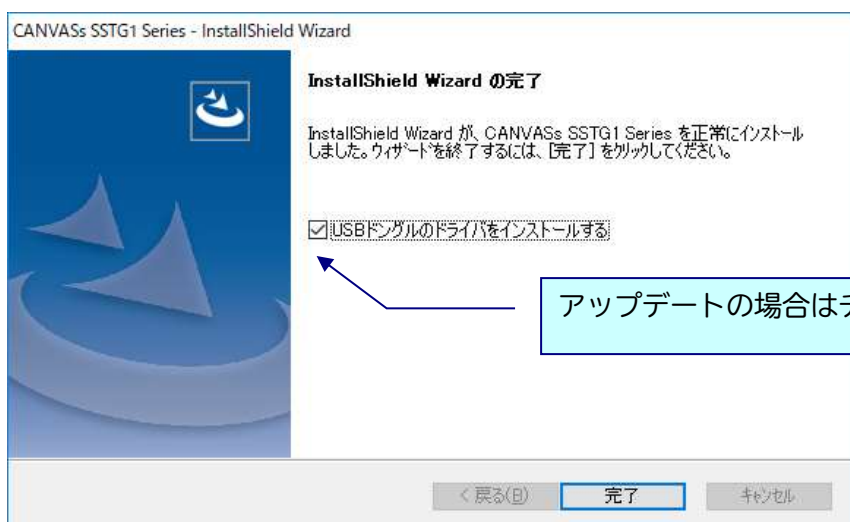 CANVASs SSTG1 Series - InstallShield Wizard
InstallShield Wizard の完了
InstallShield Wizard が、CANVASs SSTG1 Series を正常にインストール
しました。ウィザードを終了するには、[完了] をクリックしてください。
USBドングルのドライバをインストールする
アップデートの場合は
< 戻る(B)
完了
キャンセル